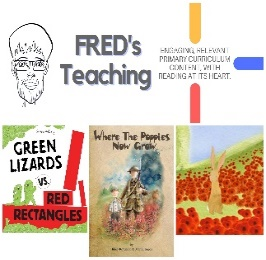 FRED's
Teaching
ENGAGING, RELEVANT
PRIMARY CURRICULUM
CONTENT, WITH
READING AT ITS HEART.
GREEN
LIZARDS
VS.
RED
RECTANGLES
Where The Poppies
Now Grow